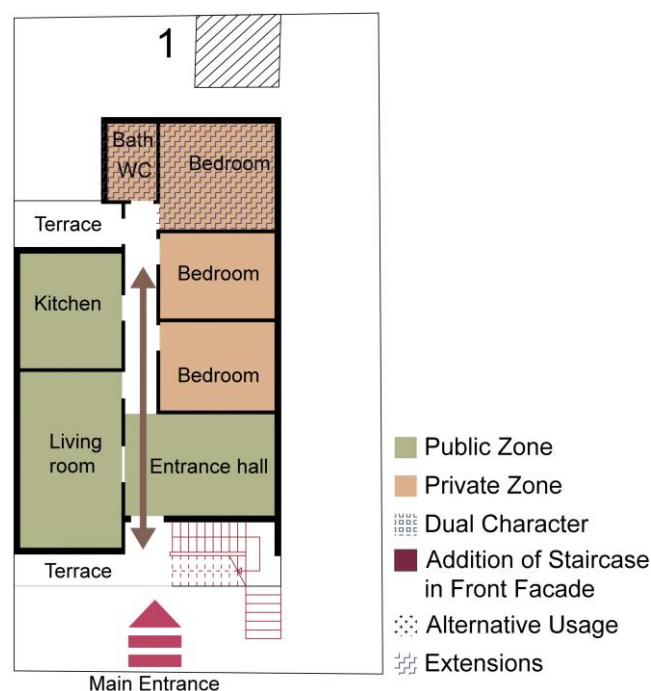 1
Bath
WC
Bedroom
Terrace
Bedroom
Kitchen
Bedroom
Living
room
Entrance hall
Terrace
Main Entrance
Public Zone
Private Zone
Dual Character
Addition of Staircase
in Front Facade
Alternative Usage
Extensions